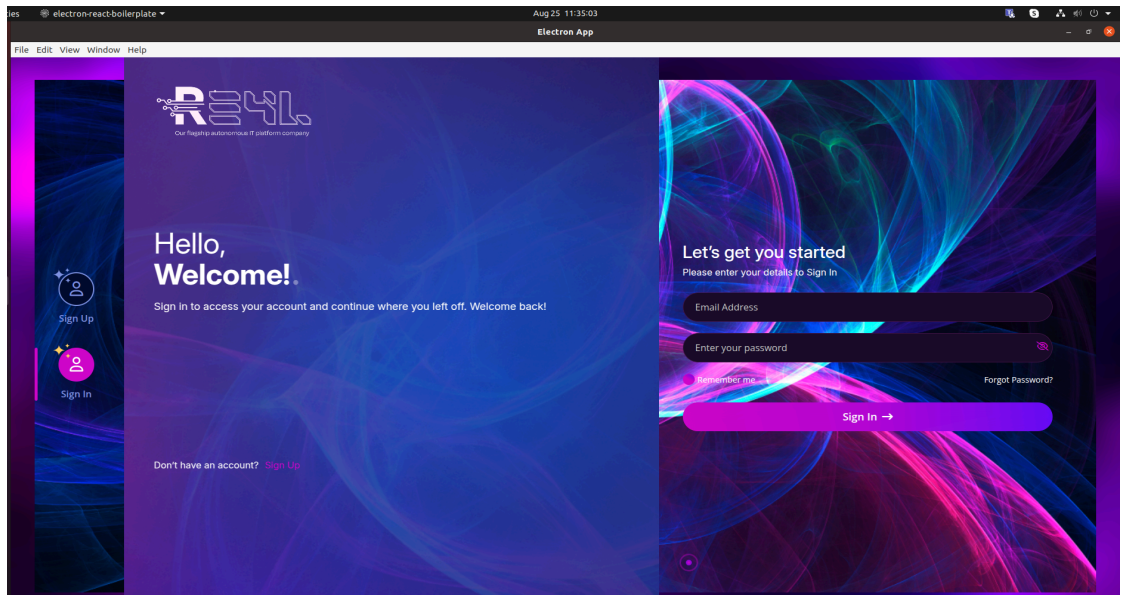 ies electron-react-boilerplate Aug 25 11:35:03
Electron App
File Edit View Window Help
RE4L
Our flagship autonomous IT platform company
Hello,
Welcome!.
Sign in to access your account and continue where you left off. Welcome back!
Don't have an account? Sign Up
Sign Up
Sign In
Let's get you started
Please enter your details to Sign In
Email Address
Enter your password
Remember me
Forgot Password?
Sign In →